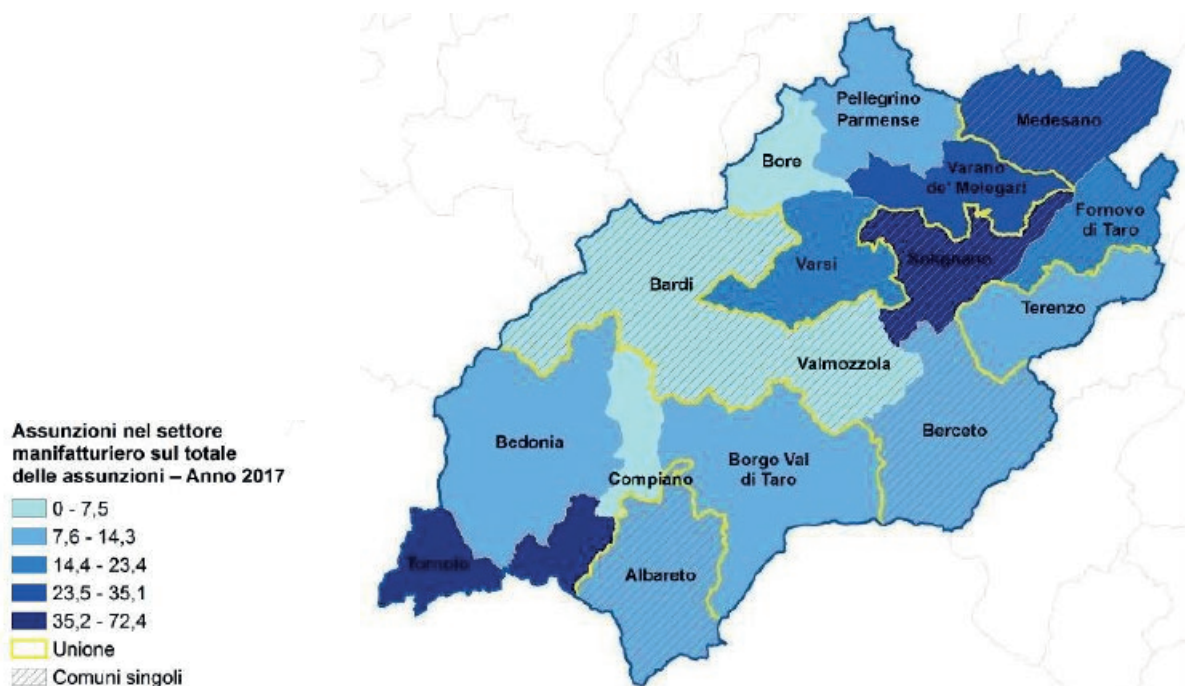 Pellegrino
Parmense
Medesano
Bore
Varano
de' Melegari
Fornovo
di Taro
Solignano
Varsi
Bardi
Terenzo
Valmozzola
Bedonia
Berceto
Borgo Val
di Taro
Compiano
Tornolo
Albareto
Assunzioni nel settore
manifatturiero sul totale
delle assunzioni – Anno 2017
0 - 7,5
7,6 - 14,3
14,4 - 23,4
23,5 - 35,1
35,2 - 72,4
Unione
Comuni singoli